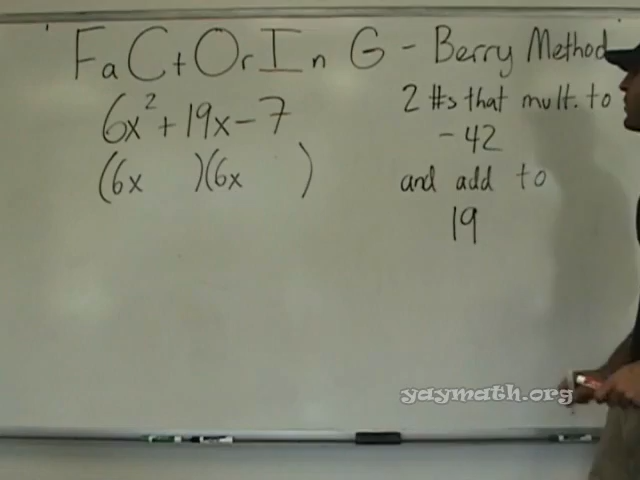 FaCtOrInG - Berry Method
6x² + 19x - 7
(6x )(6x )
2 #s that mult. to
- 42
and add to
19
yaymath.org